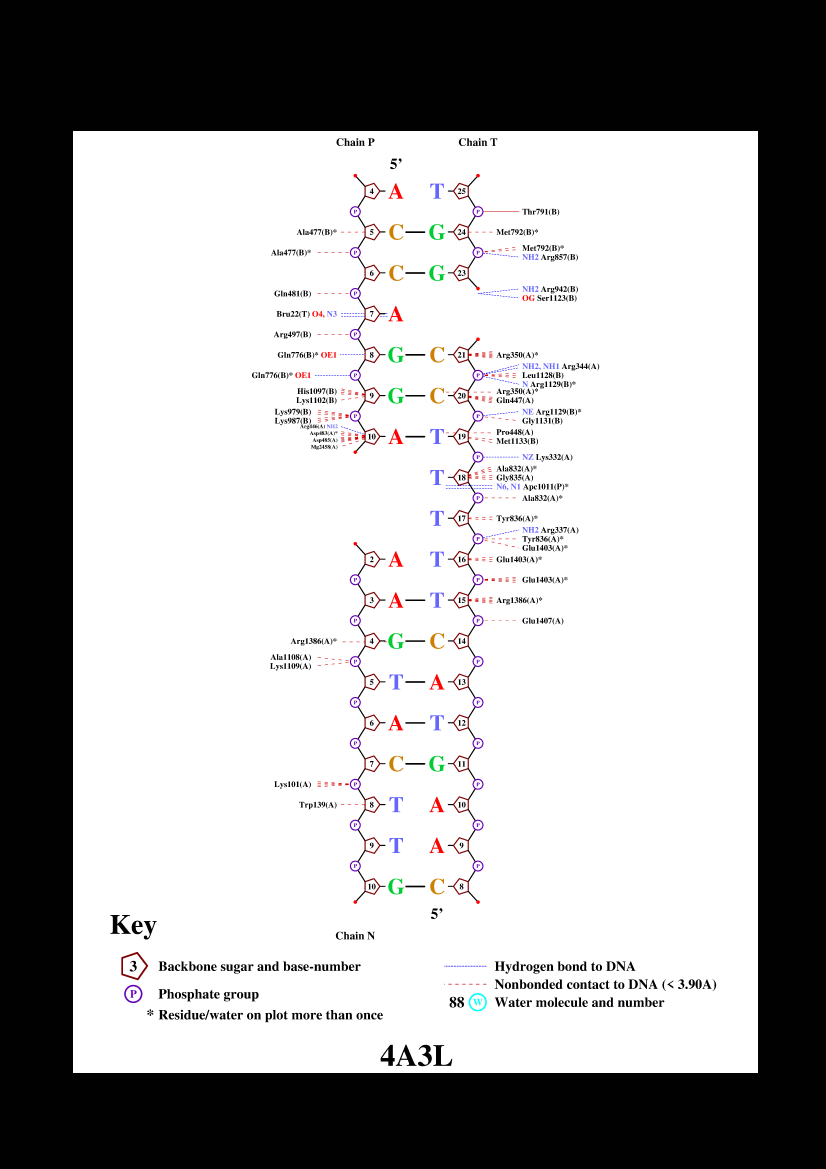 Chain P Chain T
5’
4 A T 25
P P Thr791(B)
Ala477(B)* 5 C G 24 Met792(B)*
Met792(B)*
Ala477(B)* P P NH2 Arg857(B)
6 C G 23
Gln481(B) P NH2 Arg942(B)
OG Ser1123(B)
Bru22(T) O4, N3 7 A
Arg497(B) P
Gln776(B)* OE1 8 G C 21 Arg350(A)*
NH2, NH1 Arg344(A)
Gln776(B)* OE1 P P Leu1128(B)
N Arg1129(B)*
His1097(B) 9 G C 20 Arg350(A)*
Lys1102(B) Gln447(A)
Lys979(B) P P NE Arg1129(B)*
Lys987(B) Gly1131(B)
Arg446(A) NH2
Asp483(A)* 10 A T 19 Pro448(A)
Asp485(A) Met1133(B)
Mg2458(A)
P NZ Lys332(A)
Ala832(A)*
T 18 Gly835(A)
N6, N1 Apc1011(P)*
P Ala832(A)*
T 17 Tyr836(A)*
NH2 Arg337(A)
P Tyr836(A)*
Glu1403(A)*
2 A T 16 Glu1403(A)*
P P Glu1403(A)*
3 A T 15 Arg1386(A)*
P P Glu1407(A)
Arg1386(A)* 4 G C 14
Ala1108(A) P P
Lys1109(A)
5 T A 13
P P
6 A T 12
P P
7 C G 11
Lys101(A) P P
Trp139(A) 8 T A 10
P P
9 T A 9
P P
10 G C 8
5’
Chain N
Key
3 Backbone sugar and base-number
P Phosphate group
* Residue/water on plot more than once
Hydrogen bond to DNA
Nonbonded contact to DNA (< 3.90A)
88 W Water molecule and number
4A3L